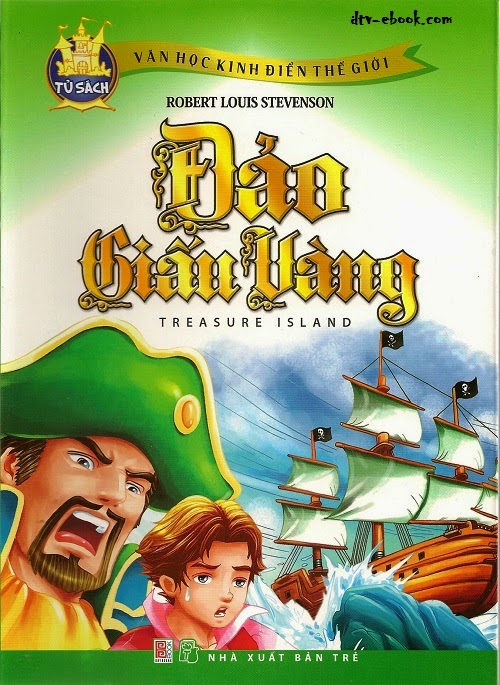 dtv-ebook.com
VĂN HỌC KINH ĐIỂN THẾ GIỚI
TỦ SÁCH
ROBERT LOUIS STEVENSON
Đảo
Giấu Vàng
TREASURE ISLAND
NHÀ XUẤT BẢN TRẺ